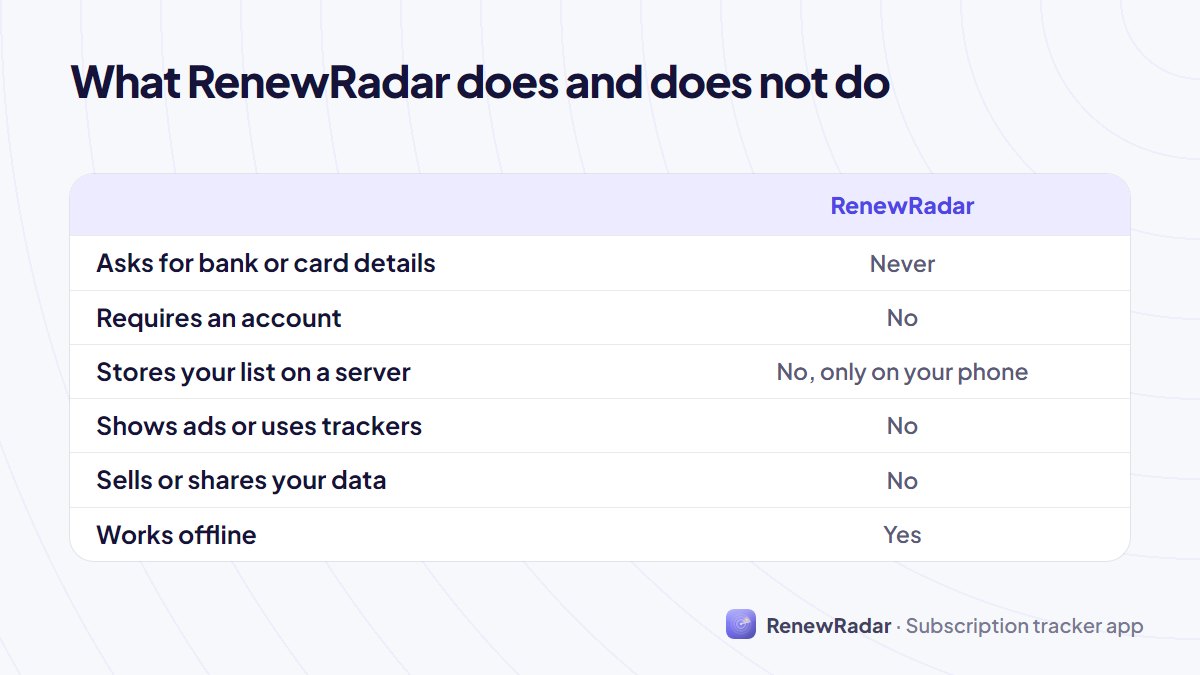 What RenewRadar does and does not do
RenewRadar
Asks for bank or card details Never
Requires an account No
Stores your list on a server No, only on your phone
Shows ads or uses trackers No
Sells or shares your data No
Works offline Yes
RenewRadar · Subscription tracker app